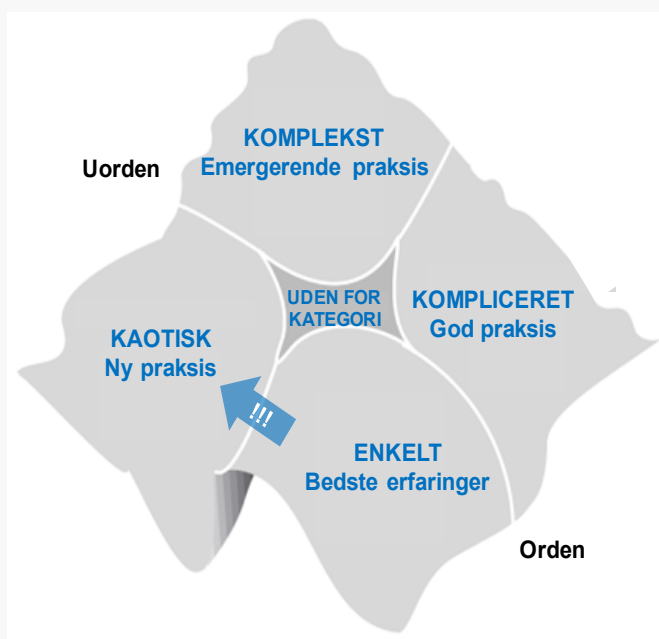 KOMPLEKST
Emergerende praksis
Uorden
UDEN FOR
KATEGORI
KOMPLICERET
God praksis
KAOTISK
Ny praksis
!!!
ENKELT
Bedste erfaringer
Orden